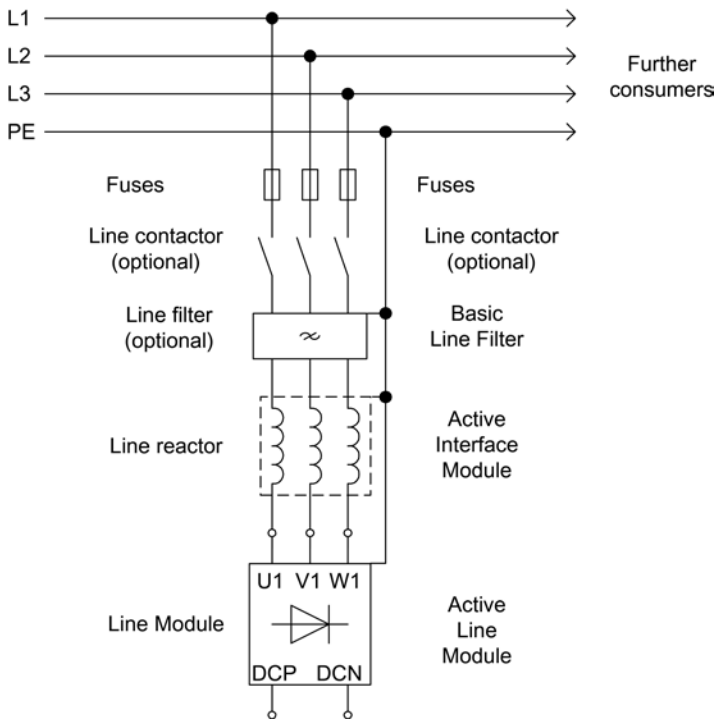 L1
L2
L3
PE
Further
consumers
Fuses
Fuses
Line contactor
(optional)
Line contactor
(optional)
Line filter
(optional)
Basic
Line Filter
Line reactor
Active
Interface
Module
U1 V1 W1
Line Module
Active
Line
Module
DCP DCN